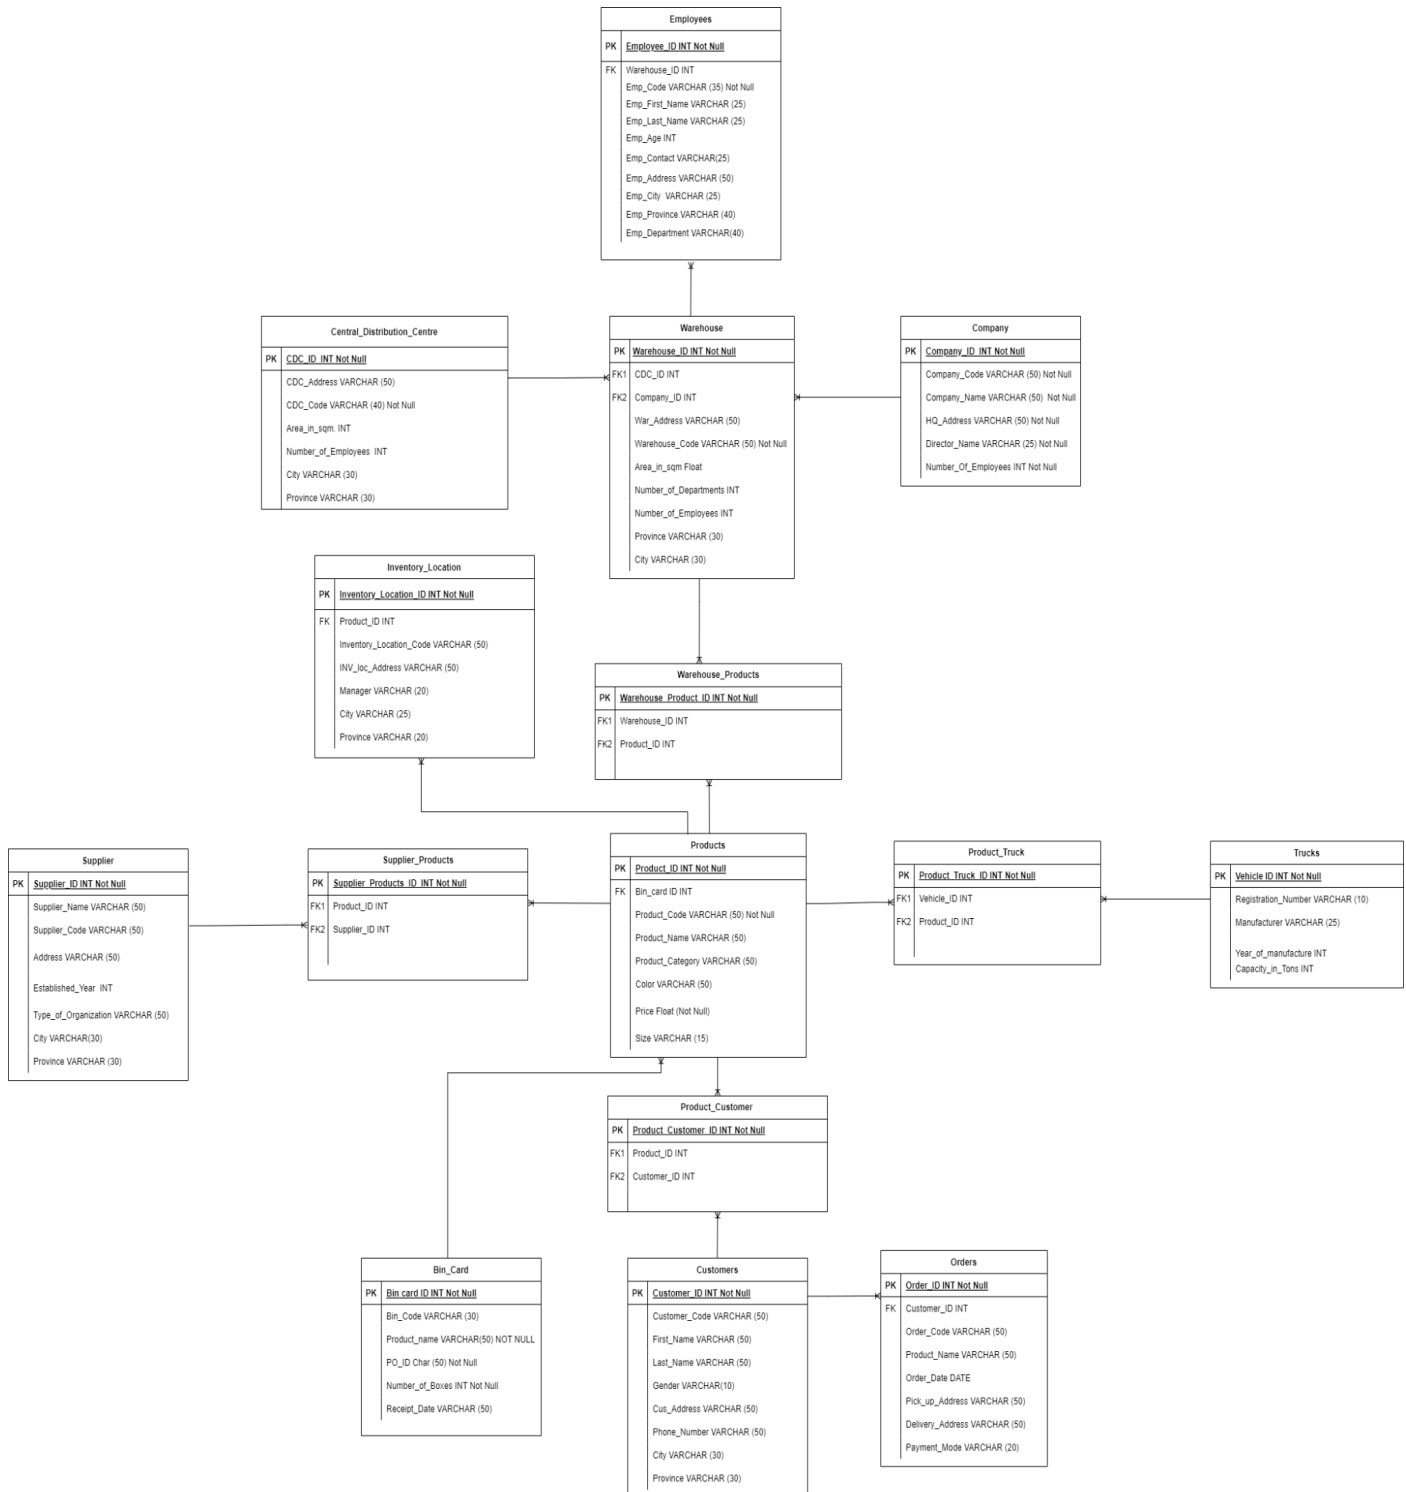 Employees
PK Employee_ID INT Not Null
FK Warehouse_ID INT
Emp_Code VARCHAR (35) Not Null
Emp_First_Name VARCHAR (25)
Emp_Last_Name VARCHAR (25)
Emp_Age INT
Emp_Contact VARCHAR(25)
Emp_Address VARCHAR (50)
Emp_City VARCHAR (25)
Emp_Province VARCHAR (40)
Emp_Department VARCHAR(40)
Central_Distribution_Centre
PK CDC_ID INT Not Null
CDC_Address VARCHAR (50)
CDC_Code VARCHAR (40) Not Null
Area_in_sqm. INT
Number_of_Employees INT
City VARCHAR (30)
Province VARCHAR (30)
Warehouse
PK Warehouse_ID INT Not Null
FK1 CDC_ID INT
FK2 Company_ID INT
War_Address VARCHAR (50)
Warehouse_Code VARCHAR (50) Not Null
Area_in_sqm Float
Number_of_Departments INT
Number_of_Employees INT
Province VARCHAR (30)
City VARCHAR (30)
Company
PK Company_ID INT Not Null
Company_Code VARCHAR (50) Not Null
Company_Name VARCHAR (50) Not Null
HQ_Address VARCHAR (50) Not Null
Director_Name VARCHAR (25) Not Null
Number_Of_Employees INT Not Null
Inventory_Location
PK Inventory_Location_ID INT Not Null
FK Product_ID INT
Inventory_Location_Code VARCHAR (50)
INV_loc_Address VARCHAR (50)
Manager VARCHAR (20)
City VARCHAR (25)
Province VARCHAR (20)
Warehouse_Products
PK Warehouse_Product_ID INT Not Null
FK1 Warehouse_ID INT
FK2 Product_ID INT
Supplier
PK Supplier_ID INT Not Null
Supplier_Name VARCHAR (50)
Supplier_Code VARCHAR (50)
Address VARCHAR (50)
Established_Year INT
Type_of_Organization VARCHAR (50)
City VARCHAR(30)
Province VARCHAR (30)
Supplier_Products
PK Supplier_Products_ID INT Not Null
FK1 Product_ID INT
FK2 Supplier_ID INT
Products
PK Product_ID INT Not Null
FK Bin_card ID INT
Product_Code VARCHAR (50) Not Null
Product_Name VARCHAR (50)
Product_Category VARCHAR (50)
Color VARCHAR (50)
Price Float (Not Null)
Size VARCHAR (15)
Product_Truck
PK Product_Truck_ID INT Not Null
FK1 Vehicle_ID INT
FK2 Product_ID INT
Trucks
PK Vehicle ID INT Not Null
Registration_Number VARCHAR (10)
Manufacturer VARCHAR (25)
Year_of_manufacture INT
Capacity_in_Tons INT
Product_Customer
PK Product_Customer_ID INT Not Null
FK1 Product_ID INT
FK2 Customer_ID INT
Bin_Card
PK Bin card ID INT Not Null
Bin_Code VARCHAR (30)
Product_name VARCHAR(50) NOT NULL
PO_ID Char (50) Not Null
Number_of_Boxes INT Not Null
Receipt_Date VARCHAR (50)
Customers
PK Customer_ID INT Not Null
Customer_Code VARCHAR (50)
First_Name VARCHAR (50)
Last_Name VARCHAR (50)
Gender VARCHAR(10)
Cus_Address VARCHAR (50)
Phone_Number VARCHAR (50)
City VARCHAR (30)
Province VARCHAR (30)
Orders
PK Order_ID INT Not Null
FK Customer_ID INT
Order_Code VARCHAR (50)
Product_Name VARCHAR (50)
Order_Date DATE
Pick_up_Address VARCHAR (50)
Delivery_Address VARCHAR (50)
Payment_Mode VARCHAR (20)